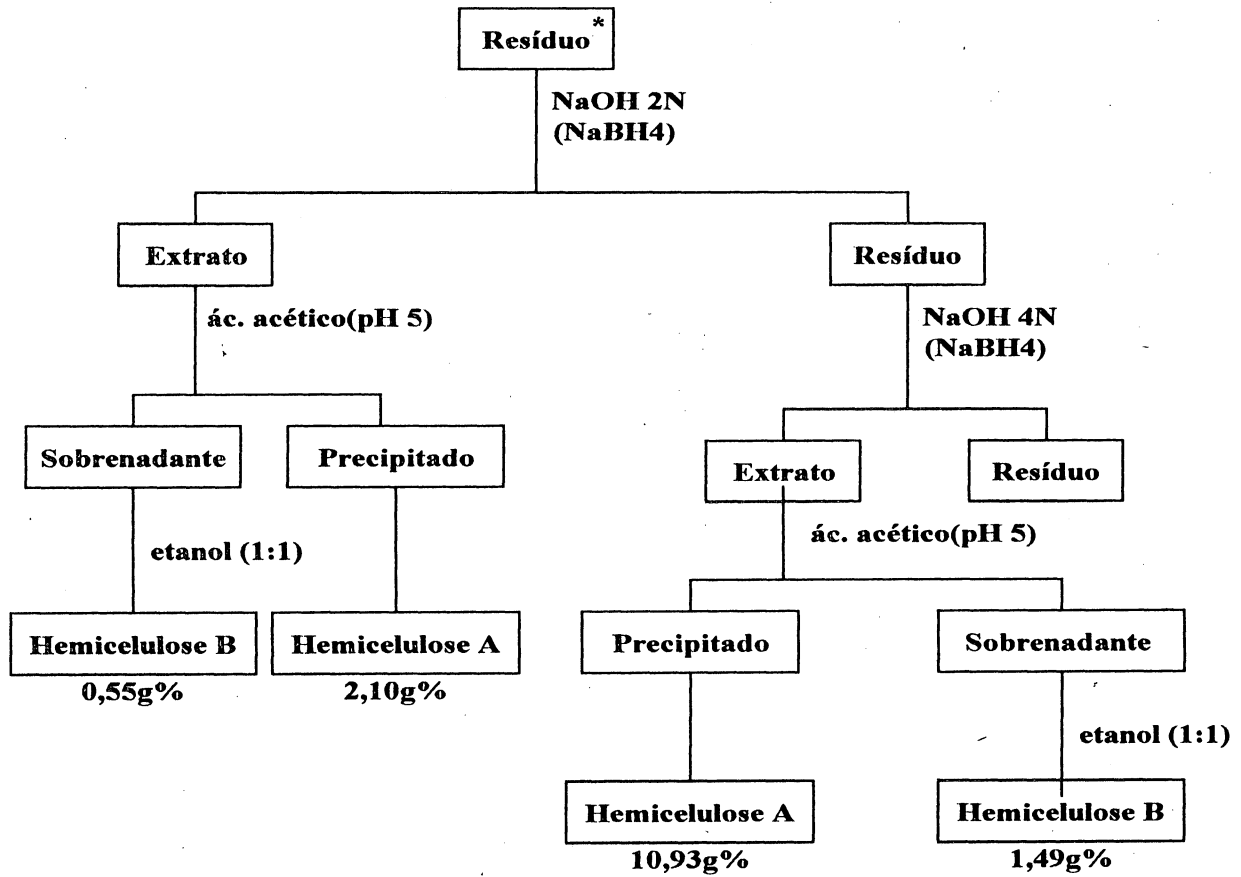 Resíduo*
NaOH 2N
(NaBH4)
Extrato
Resíduo
ác. acético(pH 5)
NaOH 4N
(NaBH4)
Sobrenadante
Precipitado
Extrato
Resíduo
etanol (1:1)
ác. acético(pH 5)
Hemicelulose B
Hemicelulose A
Precipitado
Sobrenadante
0,55g%
2,10g%
etanol (1:1)
Hemicelulose A
Hemicelulose B
10,93g%
1,49g%